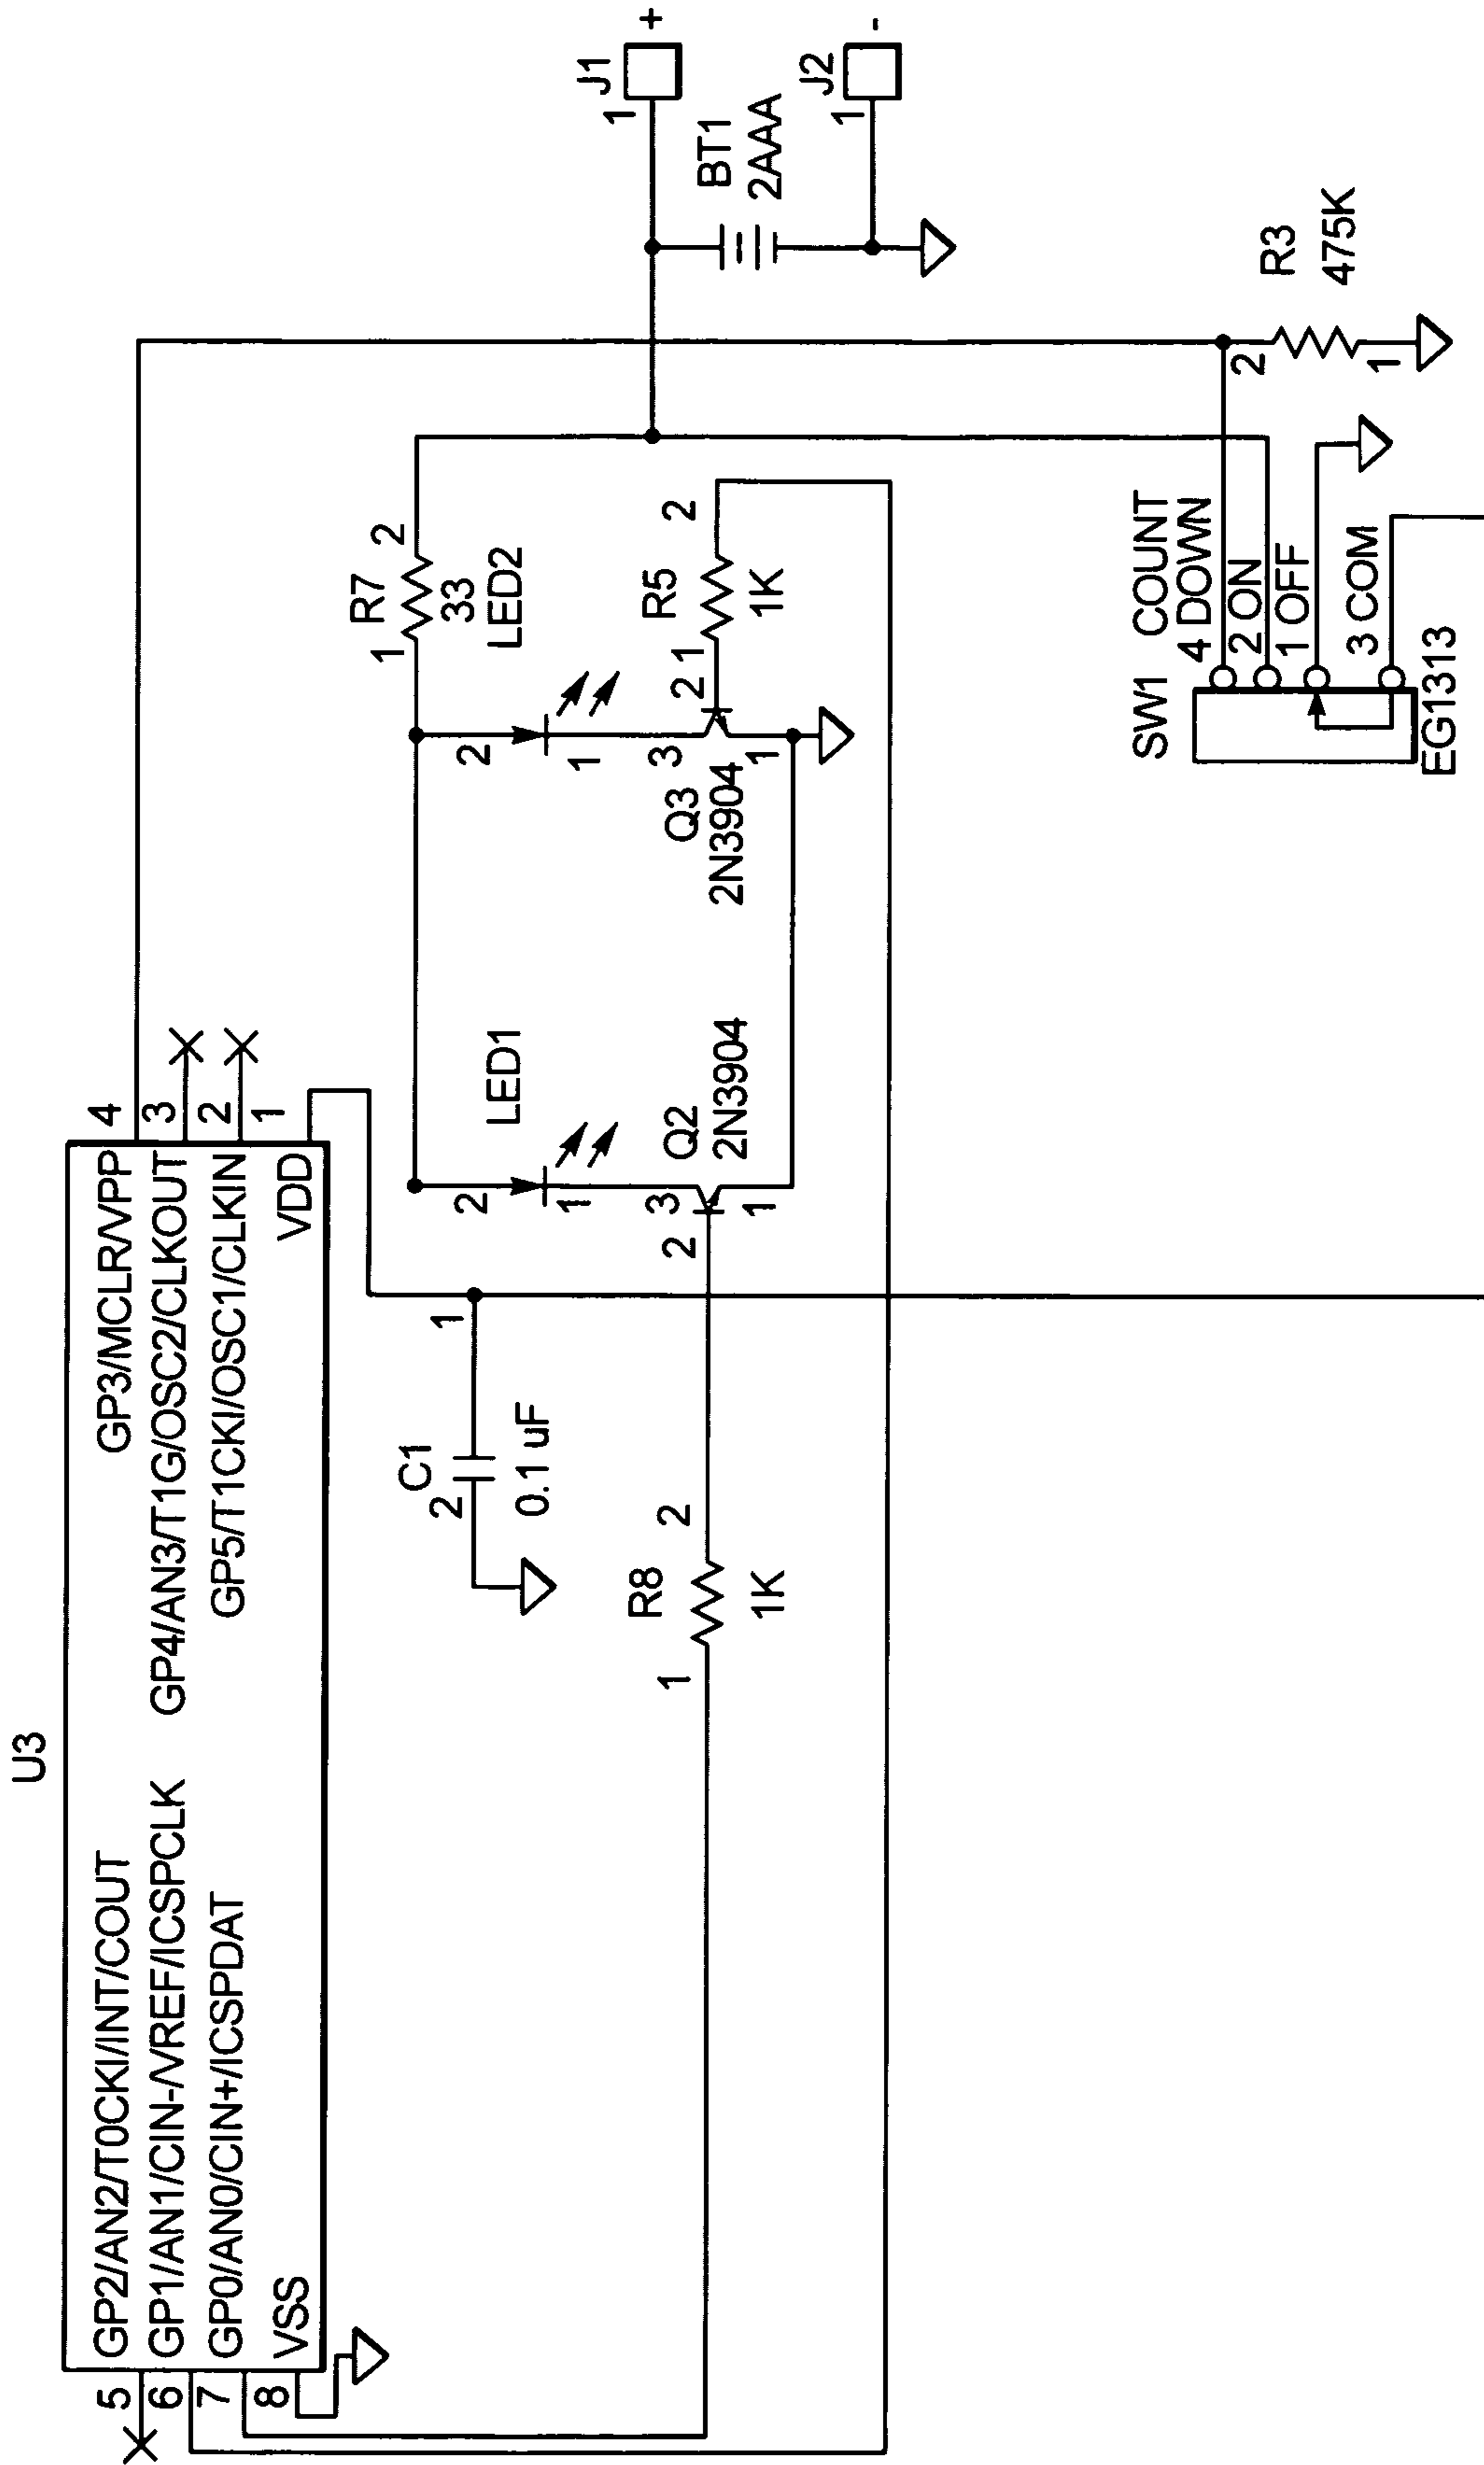 U3
GP2/AN2/T0CKI/INT/COUT
GP1/AN1/CIN-/VREF/ICSPCLK
GP0/AN0/CIN+/ICSPDAT
VSS
GP3/MCLR/VPP
GP4/AN3/T1G/OSC2/CLKOUT
GP5/T1CKI/OSC1/CLKIN
VDD
5
6
7
8
4
3
2
1
C1
2
1
0.1 uF
R8
1
2
1K
LED1
2
1
Q2
2N3904
3
2
1
R7
1
2
33
LED2
2
1
Q3
2N3904
3
2
1
R5
1
2
1K
J1
1
+
BT1
2AAA
J2
1
-
SW1
COUNT
4 DOWN
2 ON
1 OFF
3 COM
EG1313
R3
475K
2
1